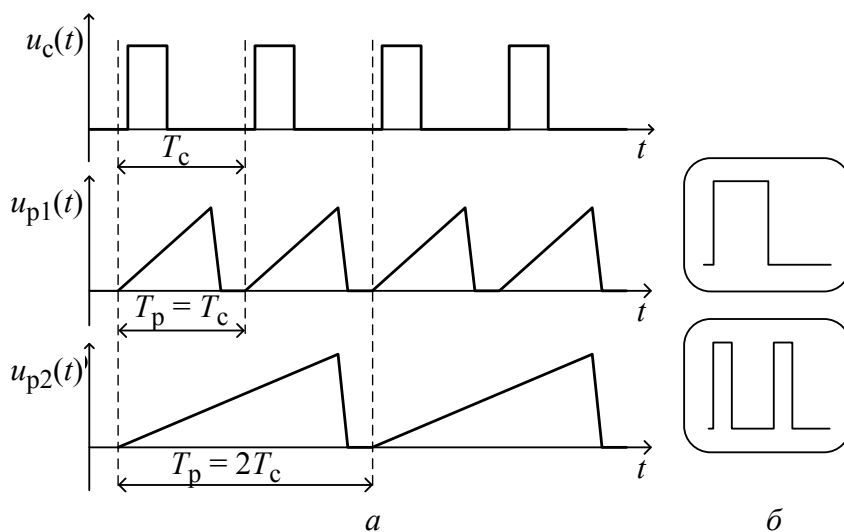 u_c(t)
t
T_c
u_p1(t)
t
T_p = T_c
u_p2(t)
t
T_p = 2T_c
а
б